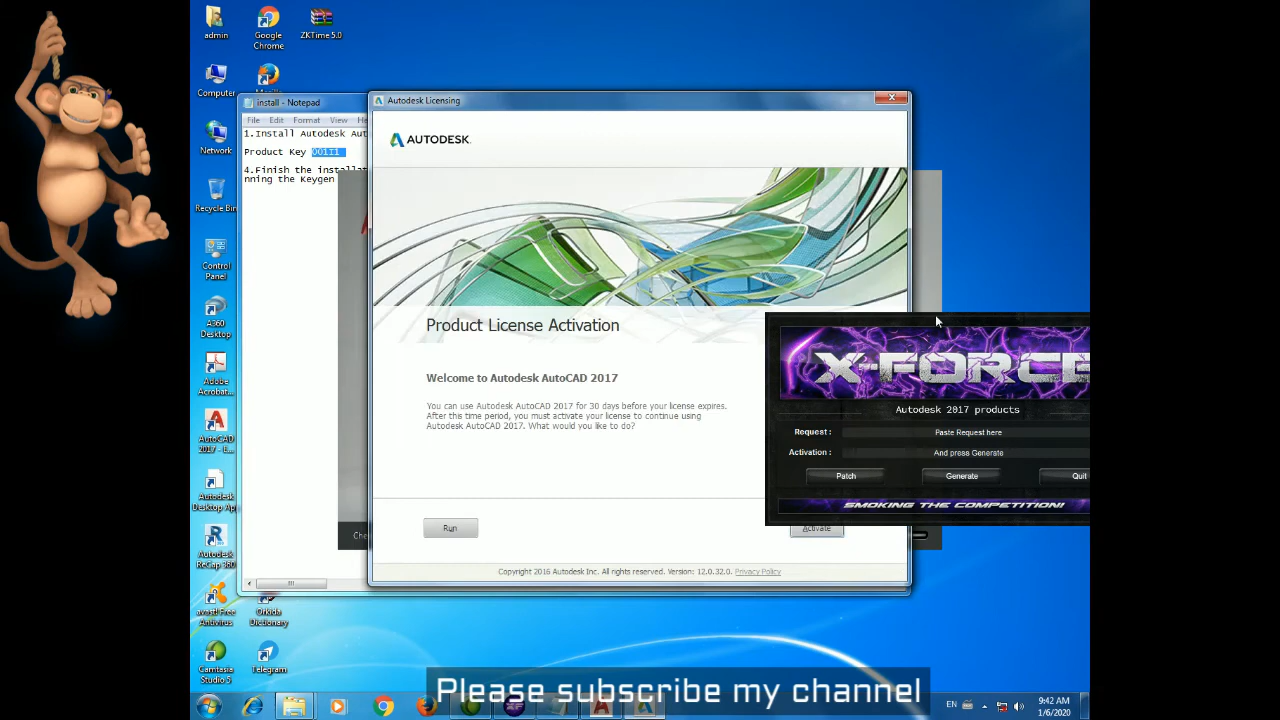 admin
Google
Chrome
ZKTime 5.0
Computer
install - Notepad
Autodesk Licensing
File Edit Format View
1.Install Autodesk Aut
AUTODESK.
Network
Product Key 001I1
4.Finish the installat
nning the Keygen
Recycle Bin
Control
Panel
A360
Desktop
Product License Activation
X-FORCE
Adobe
Acrobat...
Welcome to Autodesk AutoCAD 2017
You can use Autodesk AutoCAD 2017 for 30 days before your license expires.
After this time period, you must activate your license to continue using
Autodesk AutoCAD 2017. What would you like to do?
Autodesk 2017 products
Request : Paste Request here
Activation : And press Generate
Patch Generate Quit
SMOKING THE COMPETITION!
AutoCAD
2017 - E...
Autodesk
Desktop Ap
Run
Activate
Autodesk
ReCap 360
Copyright 2016 Autodesk Inc. All rights reserved. Version: 12.0.32.0. Privacy Policy
avast! Free
Antivirus
Orkida
Dictionary
Camtasia
Studio 5
Telegram
Please subscribe my channel
EN
9:42 AM
1/6/2020